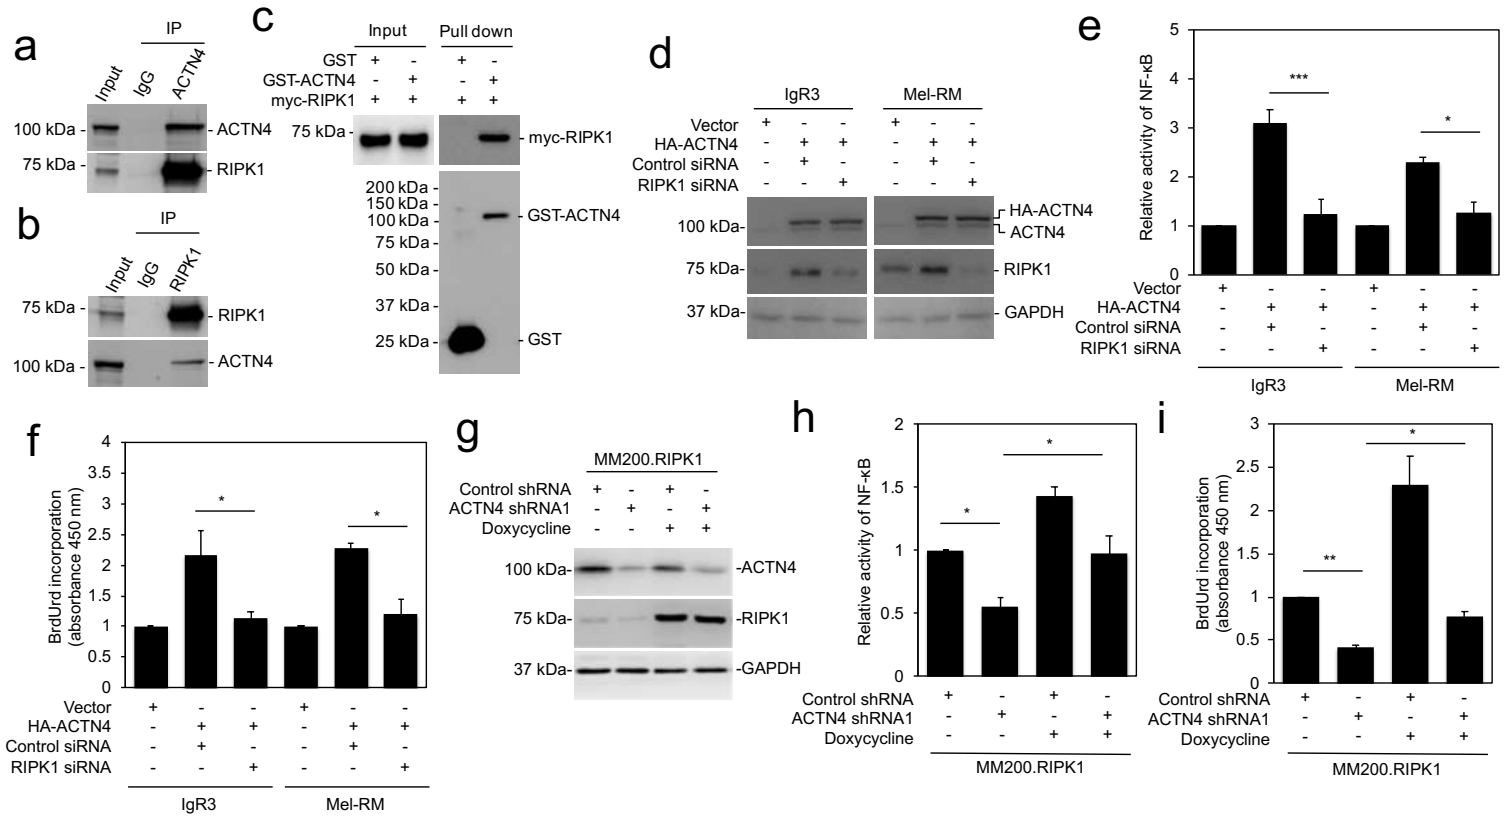 a
IP
Input
IgG
ACTN4
100 kDa -
- ACTN4
75 kDa -
- RIPK1
b
IP
Input
IgG
RIPK1
75 kDa -
- RIPK1
100 kDa -
- ACTN4
c
Input
Pull down
GST + - + -
GST-ACTN4 - + - +
myc-RIPK1 + + + +
75 kDa -
- myc-RIPK1
200 kDa -
150 kDa -
100 kDa -
- GST-ACTN4
75 kDa -
50 kDa -
37 kDa -
25 kDa -
- GST
d
IgR3 Mel-RM
Vector + - - + - -
HA-ACTN4 - + + - + +
Control siRNA - + - - + -
RIPK1 siRNA - - + - - +
HA-ACTN4
100 kDa-
ACTN4
75 kDa-
- RIPK1
37 kDa-
- GAPDH
e
Relative activity of NF-κB
5
4
3
2
1
0
***
*
Vector + - - + - -
HA-ACTN4 - + + - + +
Control siRNA - + - - + -
RIPK1 siRNA - - + - - +
IgR3 Mel-RM
f
BrdUrd incorporation
(absorbance 450 nm)
4
3.5
3
2.5
2
1.5
1
0.5
0
*
*
Vector + - - + - -
HA-ACTN4 - + + - + +
Control siRNA - + - - + -
RIPK1 siRNA - - + - - +
IgR3 Mel-RM
g
MM200.RIPK1
Control shRNA + - + -
ACTN4 shRNA1 - + - +
Doxycycline - - + +
100 kDa-
-ACTN4
75 kDa-
-RIPK1
37 kDa-
-GAPDH
h
Relative activity of NF-κB
2
1.5
1
0.5
0
*
*
Control shRNA + - + -
ACTN4 shRNA1 - + - +
Doxycycline - - + +
MM200.RIPK1
i
BrdUrd incorporation
(absorbance 450 nm)
3
2.5
2
1.5
1
0.5
0
**
*
Control shRNA + - + -
ACTN4 shRNA1 - + - +
Doxycycline - - + +
MM200.RIPK1